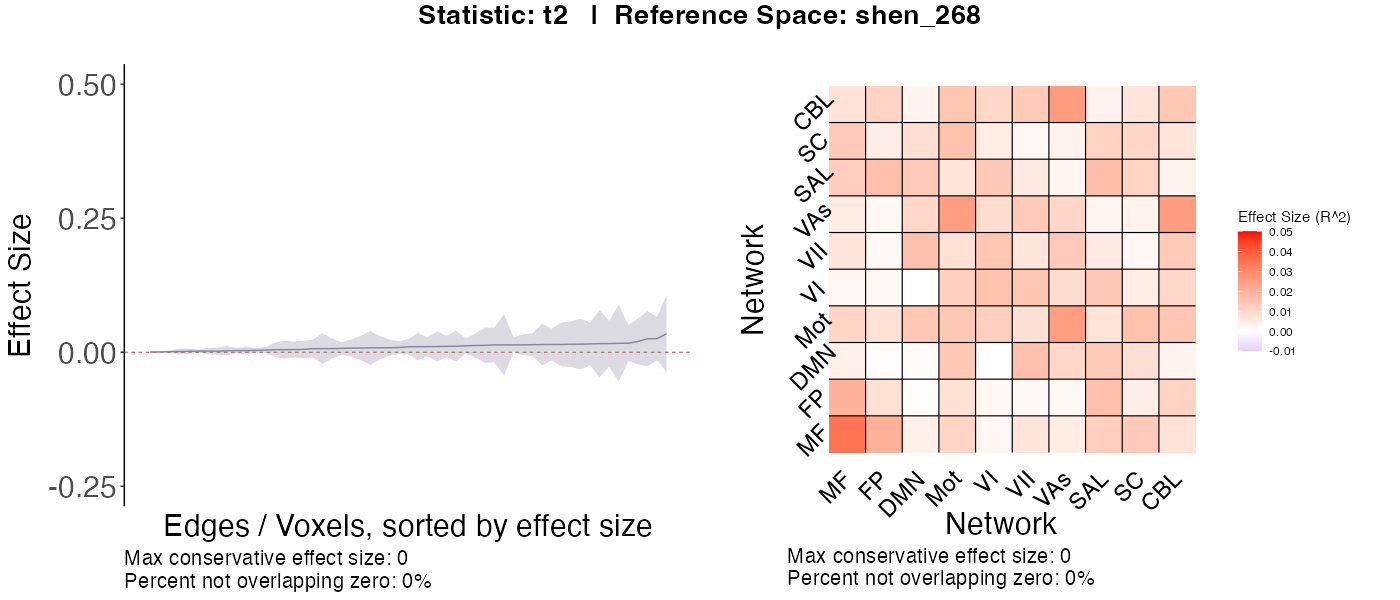 Statistic: t2   |   Reference Space: shen_268
0.50
0.25
0.00
-0.25
Effect Size
Edges / Voxels, sorted by effect size
Max conservative effect size: 0
Percent not overlapping zero: 0%
Network
CBL
SC
SAL
VAs
VII
VI
Mot
DMN
FP
MF
MF
FP
DMN
Mot
VI
VII
VAs
SAL
SC
CBL
Network
Max conservative effect size: 0
Percent not overlapping zero: 0%
Effect Size (R^2)
0.05
0.04
0.03
0.02
0.01
0.00
-0.01